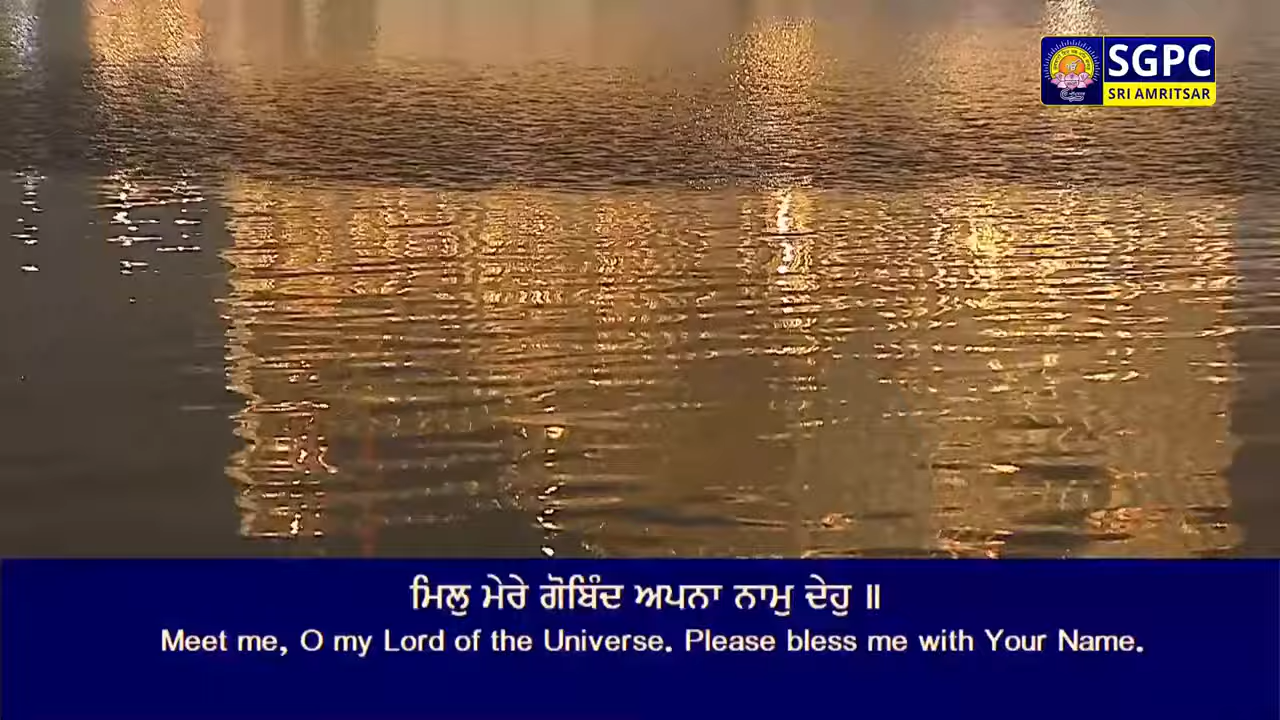 SGPC
SRI AMRITSAR
ਮਿਲੁ ਮੇਰੇ ਗੋਬਿੰਦ ਅਪਨਾ ਨਾਮੁ ਦੇਹੁ ॥
Meet me, O my Lord of the Universe. Please bless me with Your Name.